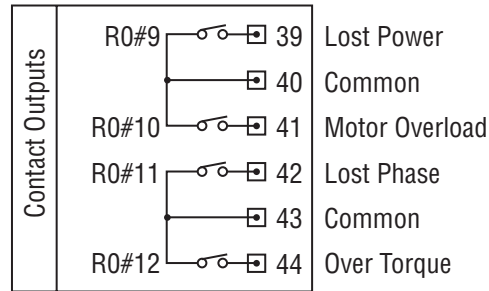 Contact Outputs
R0#9 39 Lost Power
40 Common
R0#10 41 Motor Overload
R0#11 42 Lost Phase
43 Common
R0#12 44 Over Torque